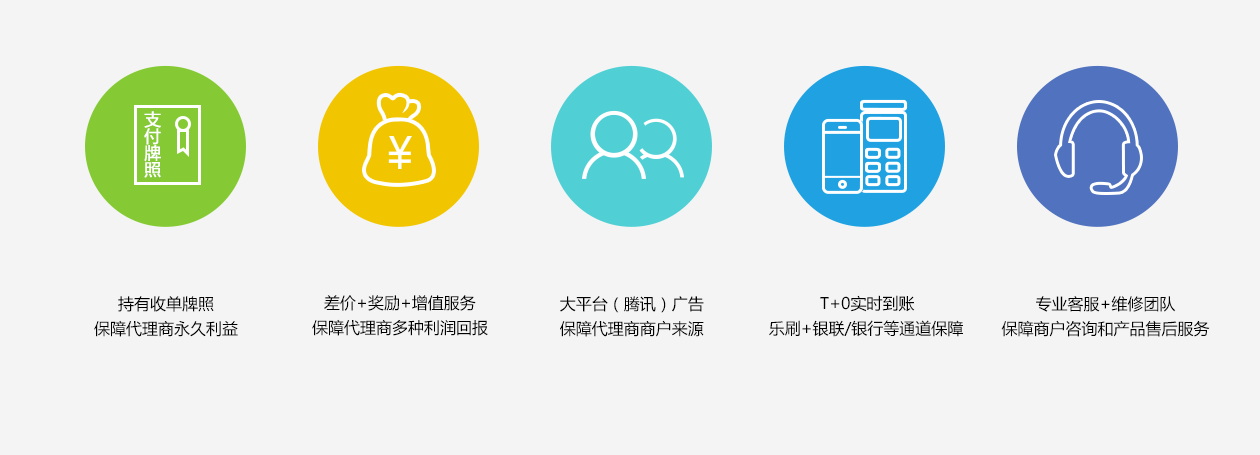 支付牌照
¥
持有收单牌照
保障代理商永久利益
差价+奖励+增值服务
保障代理商多种利润回报
大平台（腾讯）广告
保障代理商商户来源
T+0实时到账
乐刷+银联/银行等通道保障
专业客服+维修团队
保障商户咨询和产品售后服务